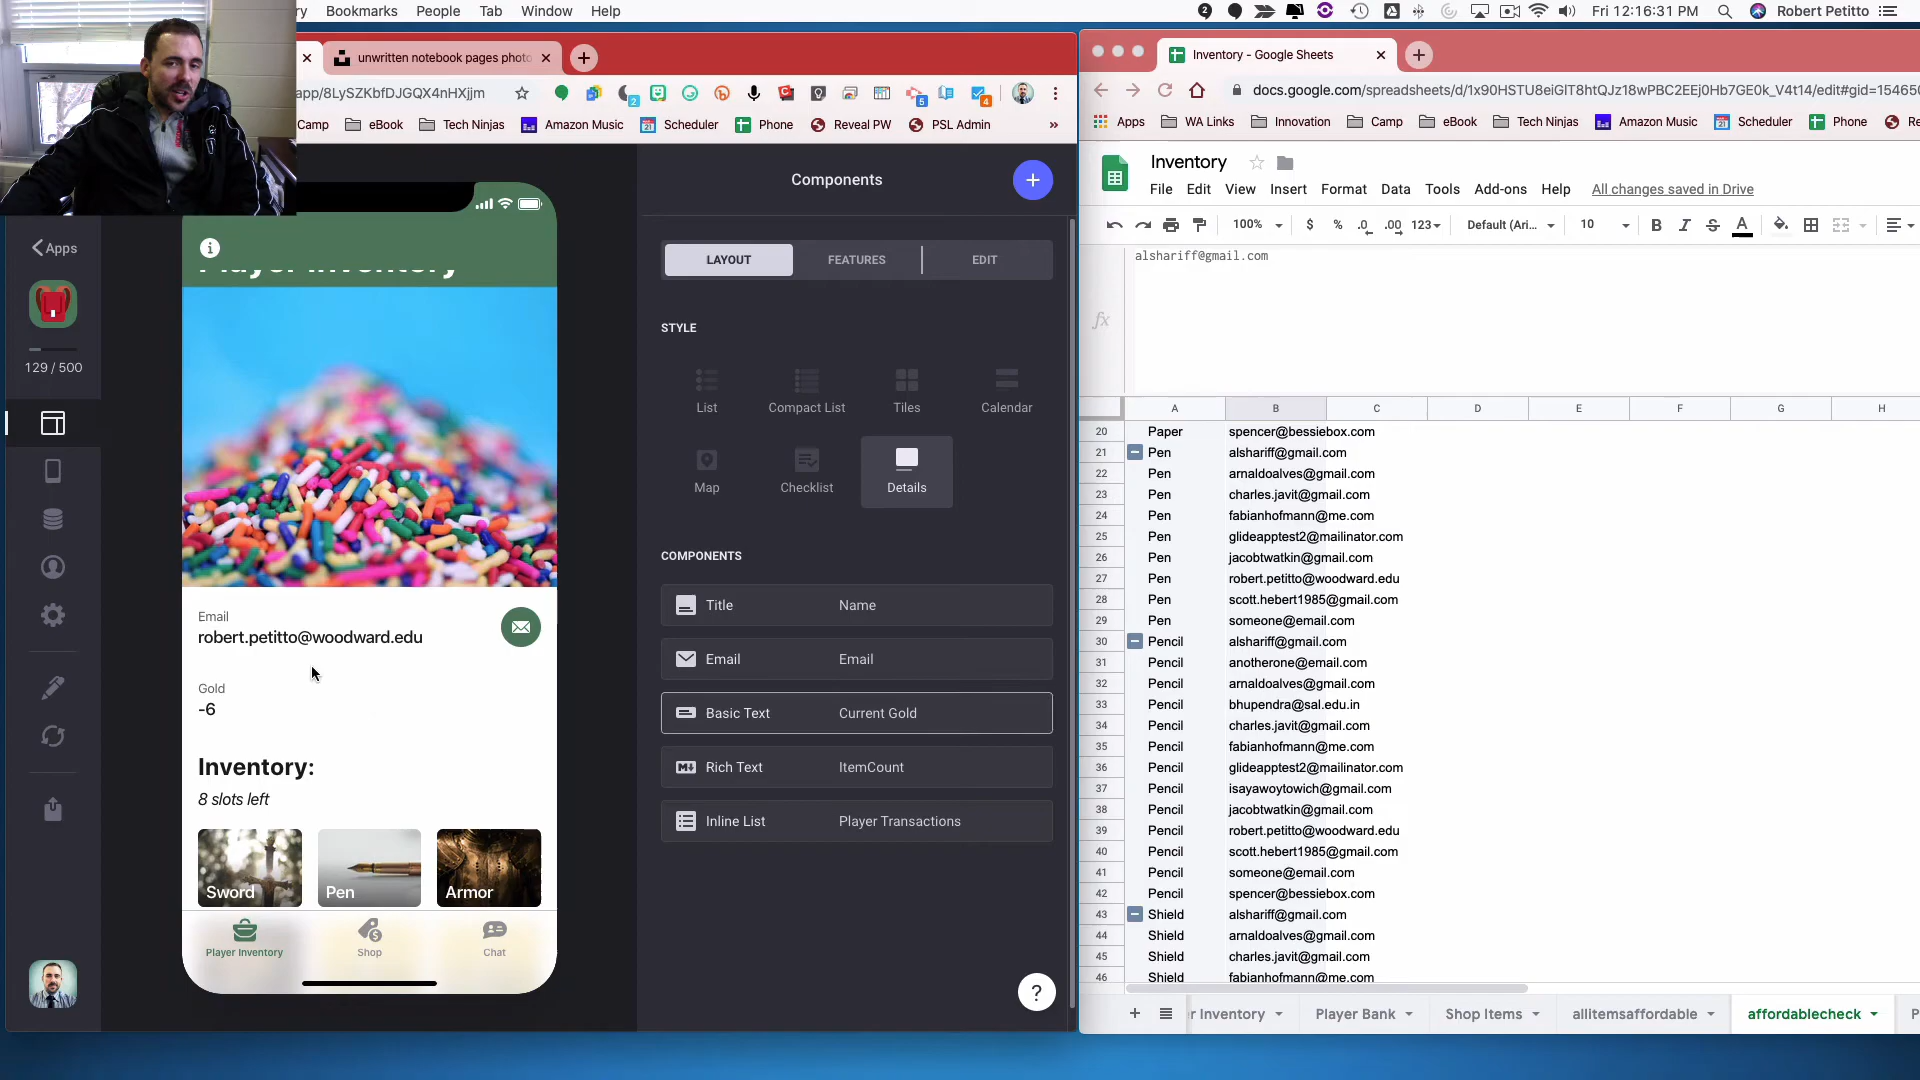 ry Bookmarks People Tab Window Help
Fri 12:16:31 PM Robert Petitto
unwritten notebook pages photo
app/8LySZKbfDJGQX4nHXjjm
Camp eBook Tech Ninjas Amazon Music Scheduler Phone Reveal PW PSL Admin »
Apps
129 / 500
Player Inventory
Email
robert.petitto@woodward.edu
Gold
-6
Inventory:
8 slots left
Sword Pen Armor
Player Inventory Shop Chat
Components
LAYOUT FEATURES EDIT
STYLE
List Compact List Tiles Calendar
Map Checklist Details
COMPONENTS
Title Name
Email Email
Basic Text Current Gold
Rich Text ItemCount
Inline List Player Transactions
?
Inventory - Google Sheets
docs.google.com/spreadsheets/d/1x90HSTU8eiGlT8htQJz18wPBC2EEj0Hb7GE0k_V4t14/edit#gid=15465
Apps WA Links Innovation Camp eBook Tech Ninjas Amazon Music Scheduler Phone Re
Inventory
File Edit View Insert Format Data Tools Add-ons Help All changes saved in Drive
100% $ % .0 .00 123 Default (Ari... 10 B I S A
alshariff@gmail.com
fx
A B C D E F G H
20 Paper spencer@bessiebox.com
21 Pen alshariff@gmail.com
22 Pen arnaldoalves@gmail.com
23 Pen charles.javit@gmail.com
24 Pen fabianhofmann@me.com
25 Pen glideapptest2@mailinator.com
26 Pen jacobtwatkin@gmail.com
27 Pen robert.petitto@woodward.edu
28 Pen scott.hebert1985@gmail.com
29 Pen someone@email.com
30 Pencil alshariff@gmail.com
31 Pencil anotherone@email.com
32 Pencil arnaldoalves@gmail.com
33 Pencil bhupendra@sal.edu.in
34 Pencil charles.javit@gmail.com
35 Pencil fabianhofmann@me.com
36 Pencil glideapptest2@mailinator.com
37 Pencil isayawoytowich@gmail.com
38 Pencil jacobtwatkin@gmail.com
39 Pencil robert.petitto@woodward.edu
40 Pencil scott.hebert1985@gmail.com
41 Pencil someone@email.com
42 Pencil spencer@bessiebox.com
43 Shield alshariff@gmail.com
44 Shield arnaldoalves@gmail.com
45 Shield charles.javit@gmail.com
46 Shield fabianhofmann@me.com
r Inventory Player Bank Shop Items allitemsaffordable affordablecheck P